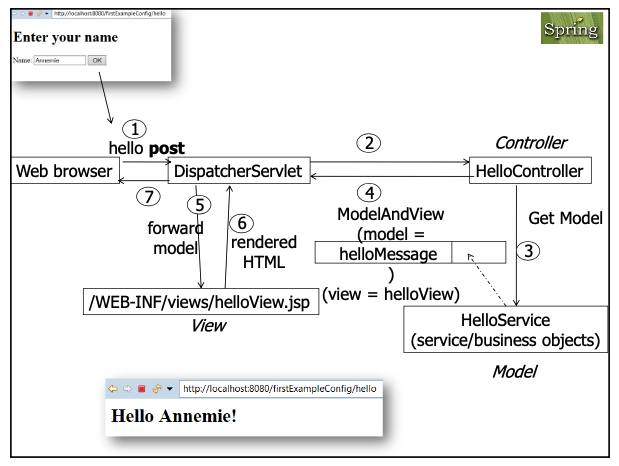 http://localhost:8080/firstExampleConfig/hello
Enter your name
Name: Annemie OK
Spring
1
hello post
2
Controller
Web browser
DispatcherServlet
HelloController
7
5
forward
model
6
rendered
HTML
4
ModelAndView
(model =
helloMessage
)
(view = helloView)
Get Model
3
/WEB-INF/views/helloView.jsp
View
HelloService
(service/business objects)
Model
http://localhost:8080/firstExampleConfig/hello
Hello Annemie!